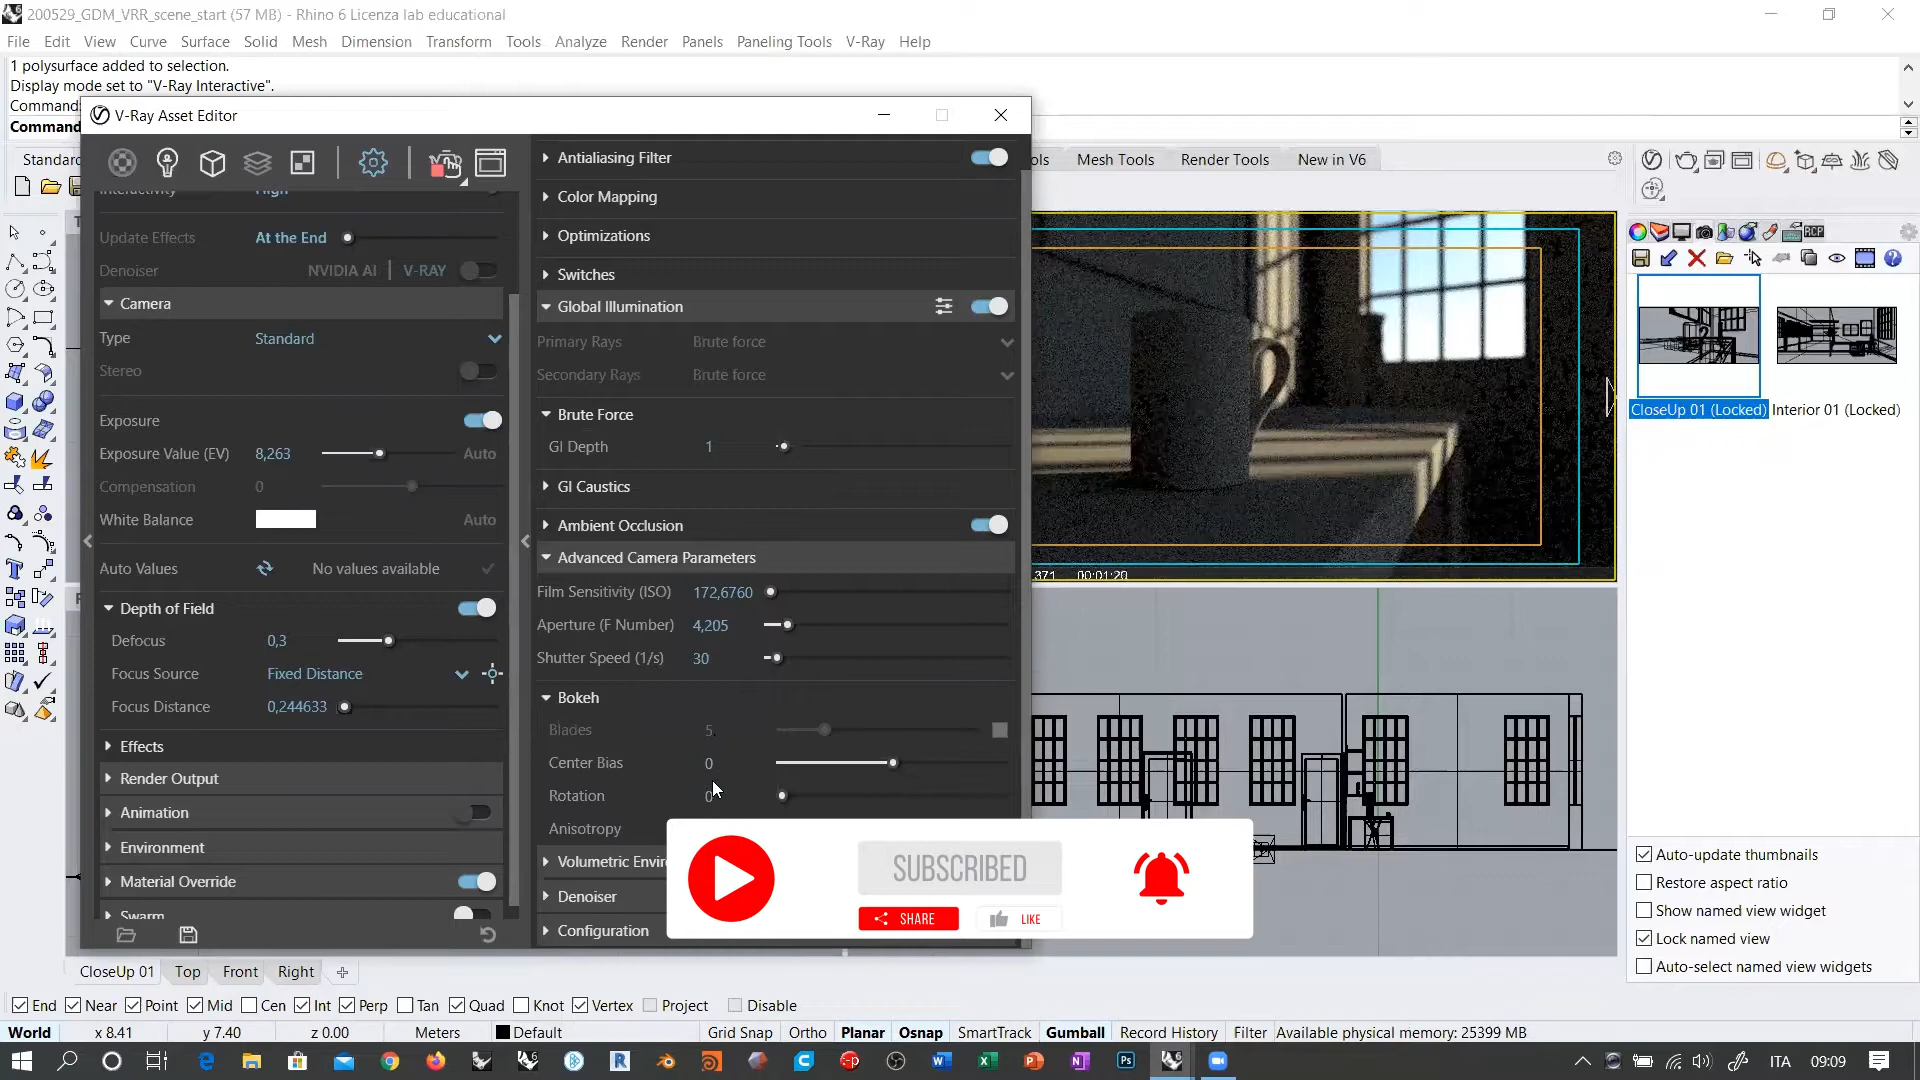 200529_GDM_VRR_scene_start (57 MB) - Rhino 6 Licenza lab educational
File Edit View Curve Surface Solid Mesh Dimension Transform Tools Analyze Render Panels Paneling Tools V-Ray Help
1 polysurface added to selection.
Display mode set to "V-Ray Interactive".
Command:
Command
V-Ray Asset Editor
Standard
ols Mesh Tools Render Tools New in V6
Interactivity High
Update Effects At the End
Denoiser NVIDIA AI | V-RAY
Camera
Type Standard
Stereo
Exposure
Exposure Value (EV) 8,263 Auto
Compensation 0
White Balance Auto
Auto Values No values available
Depth of Field
Defocus 0,3
Focus Source Fixed Distance
Focus Distance 0,244633
Effects
Render Output
Animation
Environment
Material Override
Swarm
Antialiasing Filter
Color Mapping
Optimizations
Switches
Global Illumination
Primary Rays Brute force
Secondary Rays Brute force
Brute Force
GI Depth 1
GI Caustics
Ambient Occlusion
Advanced Camera Parameters
Film Sensitivity (ISO) 172,6760
Aperture (F Number) 4,205
Shutter Speed (1/s) 30
Bokeh
Blades 5
Center Bias 0
Rotation 0
Anisotropy
Volumetric Envir
Denoiser
Configuration
371 00:01:20
RCP
CloseUp 01 (Locked) Interior 01 (Locked)
SUBSCRIBED
SHARE LIKE
Auto-update thumbnails
Restore aspect ratio
Show named view widget
Lock named view
Auto-select named view widgets
CloseUp 01 Top Front Right
End Near Point Mid Cen Int Perp Tan Quad Knot Vertex Project Disable
World x 8.41 y 7.40 z 0.00 Meters Default Grid Snap Ortho Planar Osnap SmartTrack Gumball Record History Filter Available physical memory: 25399 MB
ITA 09:09